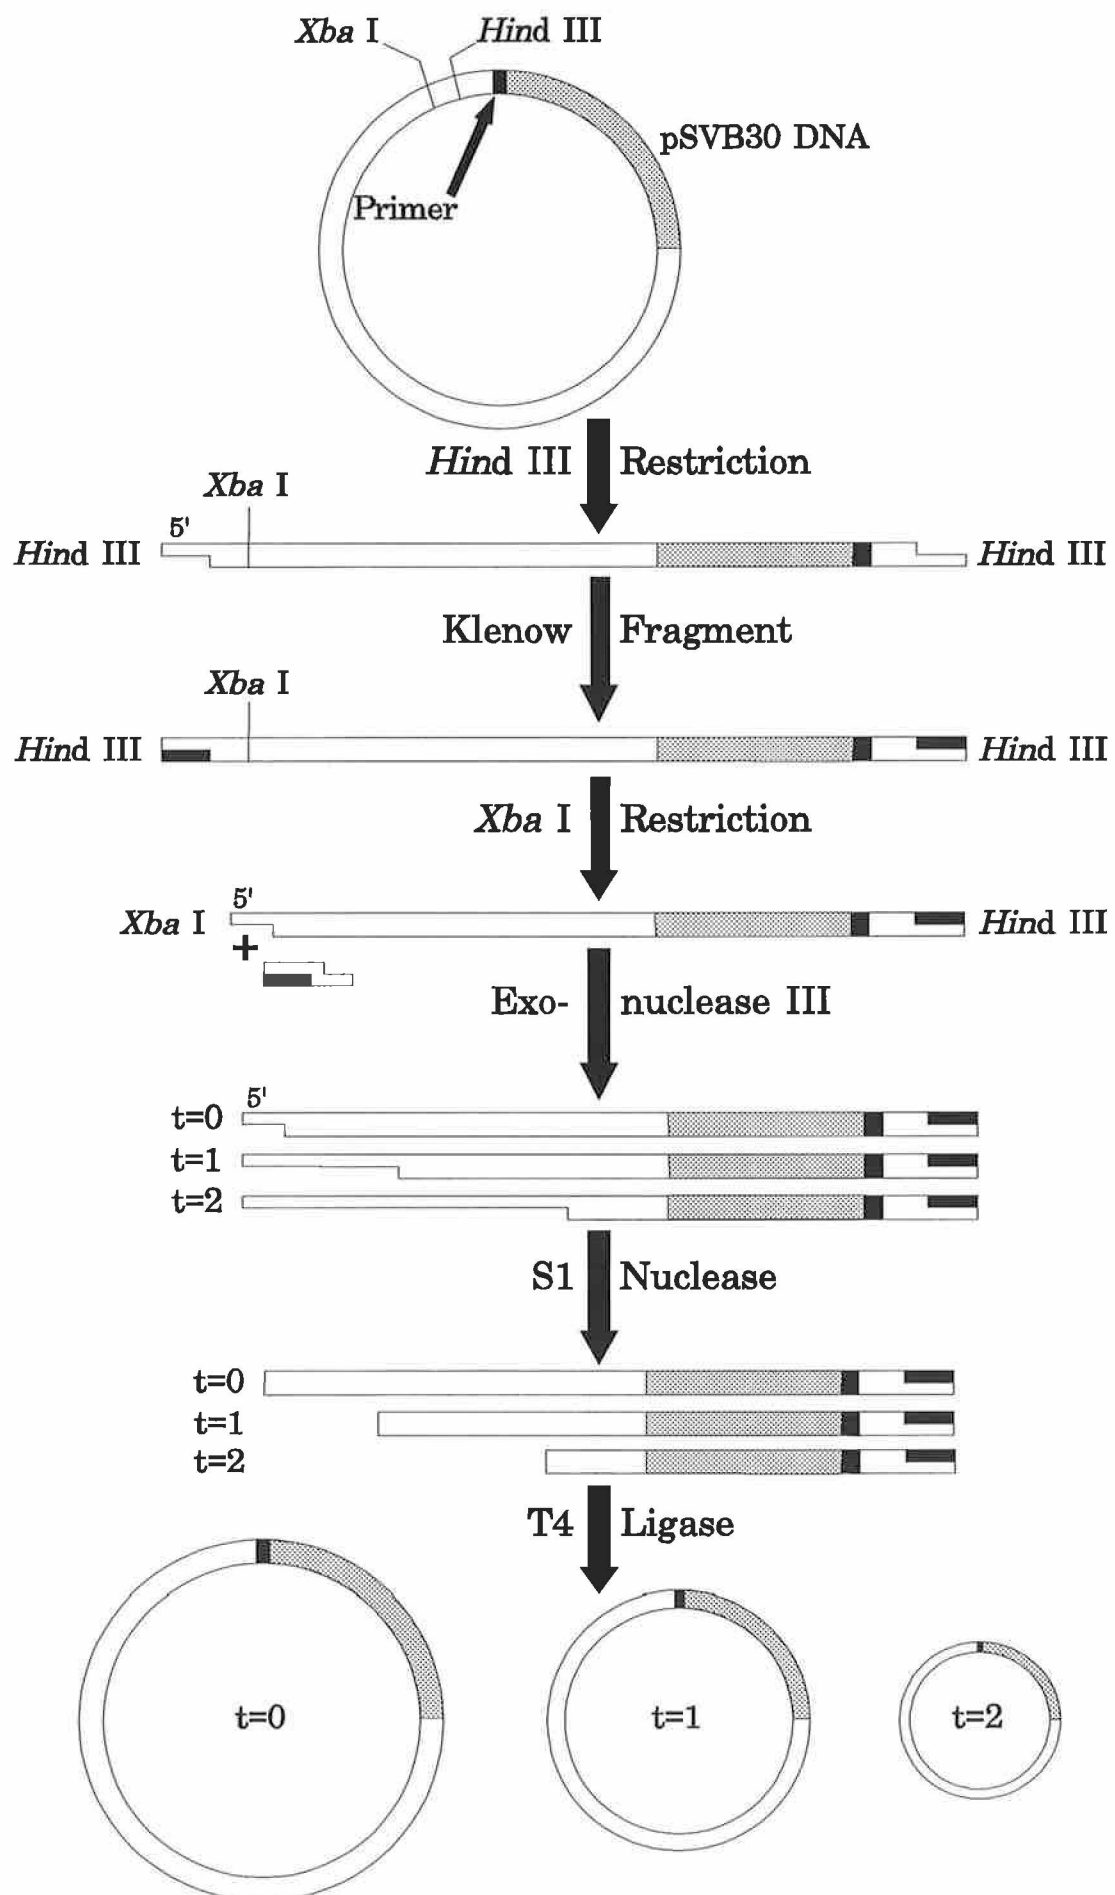 Xba I Hind III
pSVB30 DNA
Primer
Hind III Restriction
Xba I
5'
Hind III Hind III
Klenow Fragment
Xba I
Hind III Hind III
Xba I Restriction
5'
Xba I Hind III
+
Exo- nuclease III
5'
t=0
t=1
t=2
S1 Nuclease
t=0
t=1
t=2
T4 Ligase
t=0 t=1 t=2